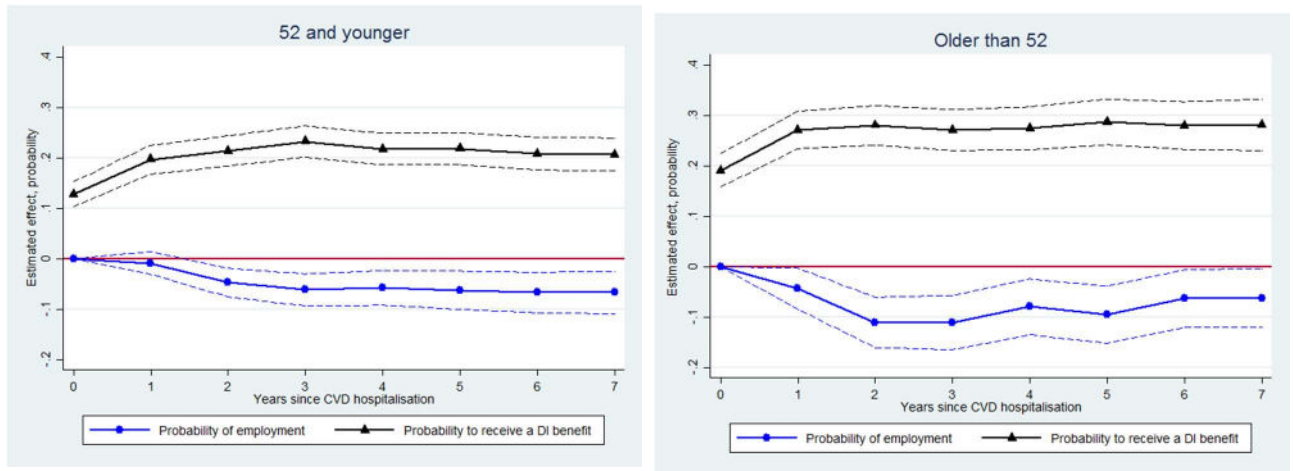 52 and younger
Estimated effect, probability
.4
.3
.2
.1
0
-.1
-.2
0 1 2 3 4 5 6 7
Years since CVD hospitalisation
Probability of employment Probability to receive a DI benefit
Older than 52
Estimated effect, probability
.4
.3
.2
.1
0
-.1
-.2
0 1 2 3 4 5 6 7
Years since CVD hospitalisation
Probability of employment Probability to receive a DI benefit